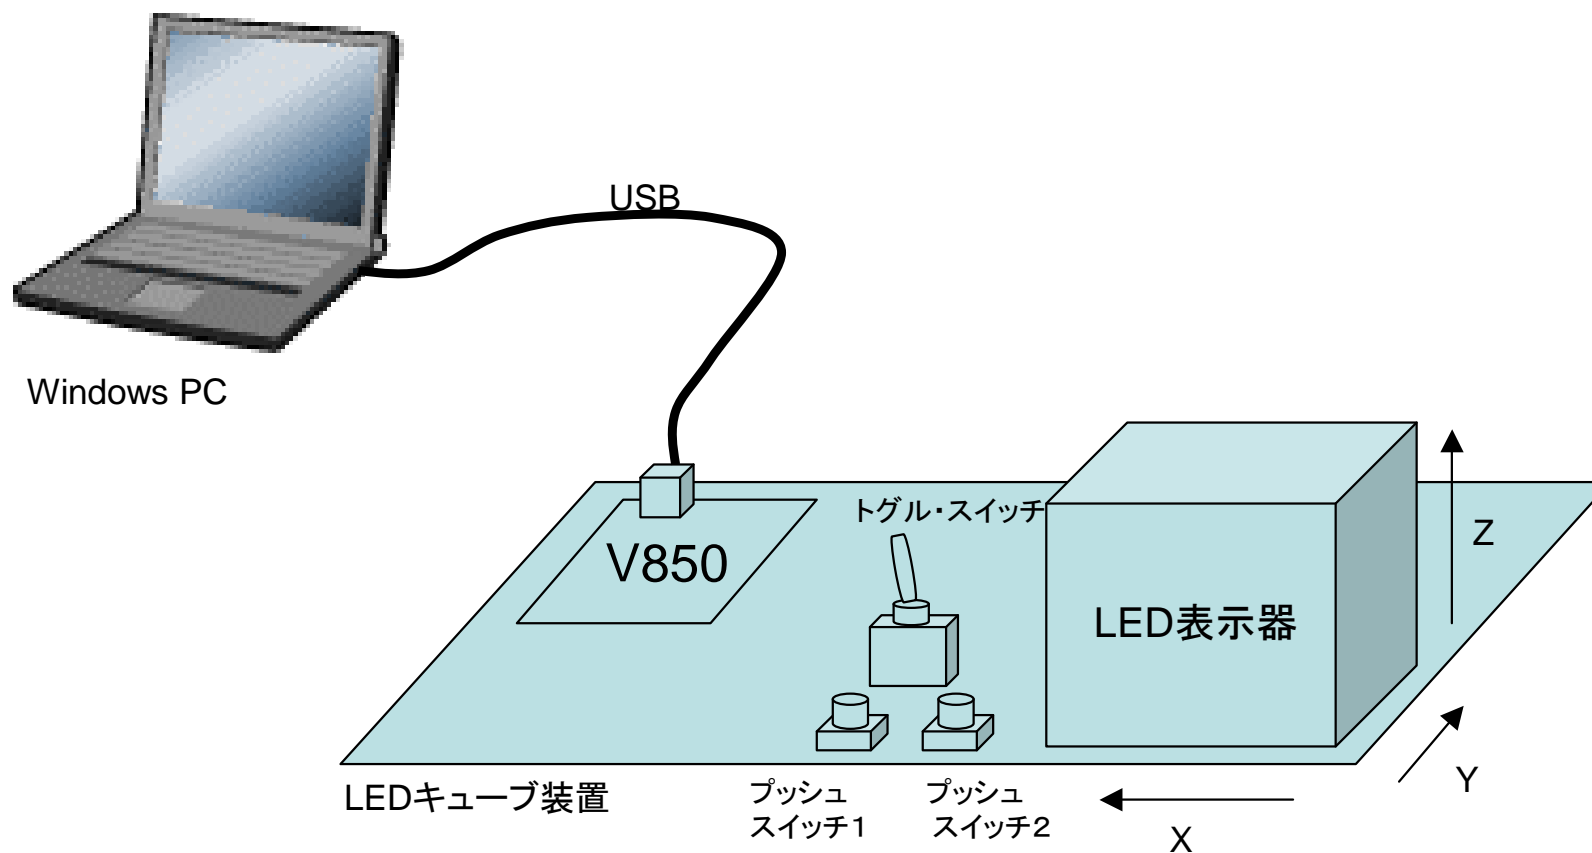 USB
Windows PC
トグル・スイッチ
V850
Z
LED表示器
LEDキューブ装置
プッシュ
スイッチ1
プッシュ
スイッチ2
Y
X